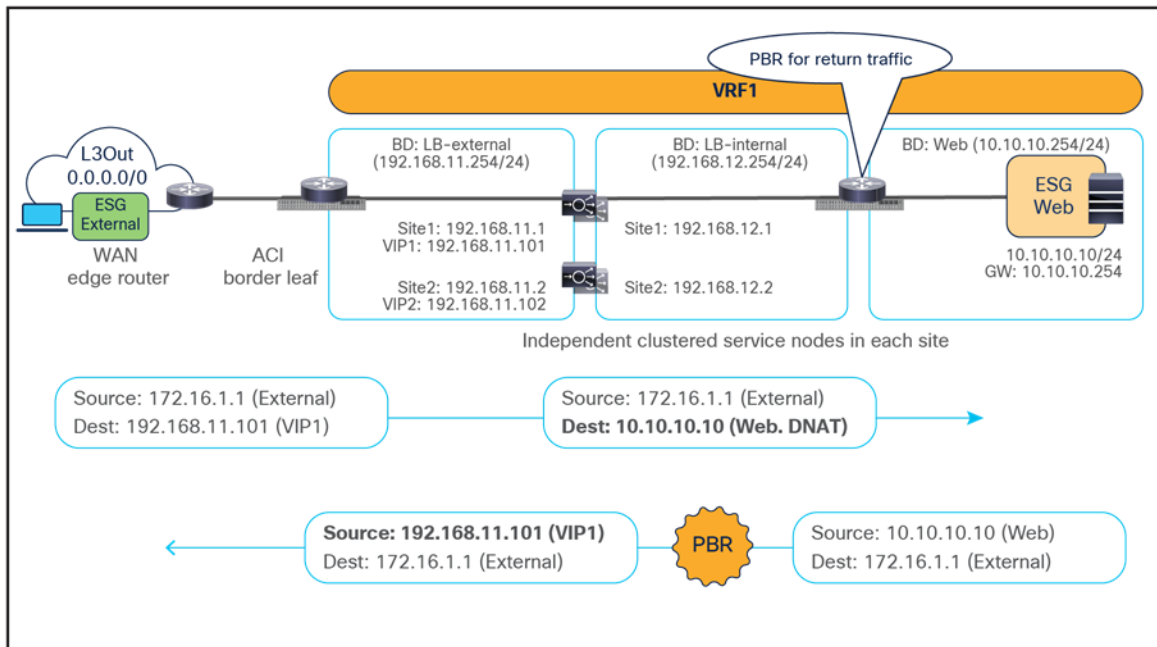 PBR for return traffic
VRF1
L3Out
0.0.0.0/0
ESG
External
WAN
edge router
ACI
border leaf
BD: LB-external
(192.168.11.254/24)
Site1: 192.168.11.1
VIP1: 192.168.11.101
Site2: 192.168.11.2
VIP2: 192.168.11.102
BD: LB-internal
(192.168.12.254/24)
Site1: 192.168.12.1
Site2: 192.168.12.2
BD: Web (10.10.10.254/24)
ESG
Web
10.10.10.10/24
GW: 10.10.10.254
Independent clustered service nodes in each site
Source: 172.16.1.1 (External)
Dest: 192.168.11.101 (VIP1)
Source: 172.16.1.1 (External)
Dest: 10.10.10.10 (Web. DNAT)
Source: 192.168.11.101 (VIP1)
Dest: 172.16.1.1 (External)
PBR
Source: 10.10.10.10 (Web)
Dest: 172.16.1.1 (External)